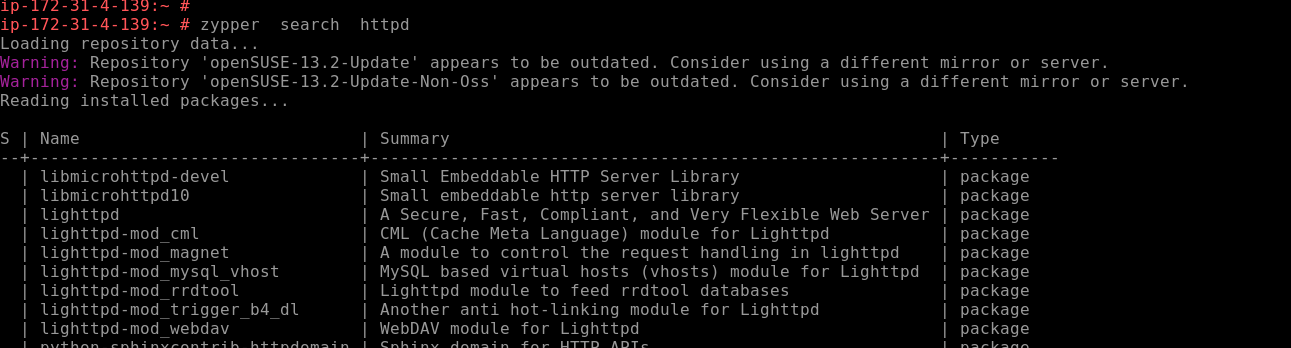 ip-172-31-4-139:~ #
ip-172-31-4-139:~ # zypper  search  httpd
Loading repository data...
Warning: Repository 'openSUSE-13.2-Update' appears to be outdated. Consider using a different mirror or server.
Warning: Repository 'openSUSE-13.2-Update-Non-Oss' appears to be outdated. Consider using a different mirror or server.
Reading installed packages...

S | Name                            | Summary                                                 | Type
--+---------------------------------+---------------------------------------------------------+-----------
  | libmicrohttpd-devel             | Small Embeddable HTTP Server Library                    | package
  | libmicrohttpd10                 | Small embeddable http server library                    | package
  | lighttpd                        | A Secure, Fast, Compliant, and Very Flexible Web Server | package
  | lighttpd-mod_cml                | CML (Cache Meta Language) module for Lighttpd           | package
  | lighttpd-mod_magnet             | A module to control the request handling in lighttpd    | package
  | lighttpd-mod_mysql_vhost        | MySQL based virtual hosts (vhosts) module for Lighttpd  | package
  | lighttpd-mod_rrdtool            | Lighttpd module to feed rrdtool databases               | package
  | lighttpd-mod_trigger_b4_dl      | Another anti hot-linking module for Lighttpd            | package
  | lighttpd-mod_webdav             | WebDAV module for Lighttpd                              | package
  | python-sphinxcontrib-httpdomain | Sphinx domain for HTTP APIs                             | package